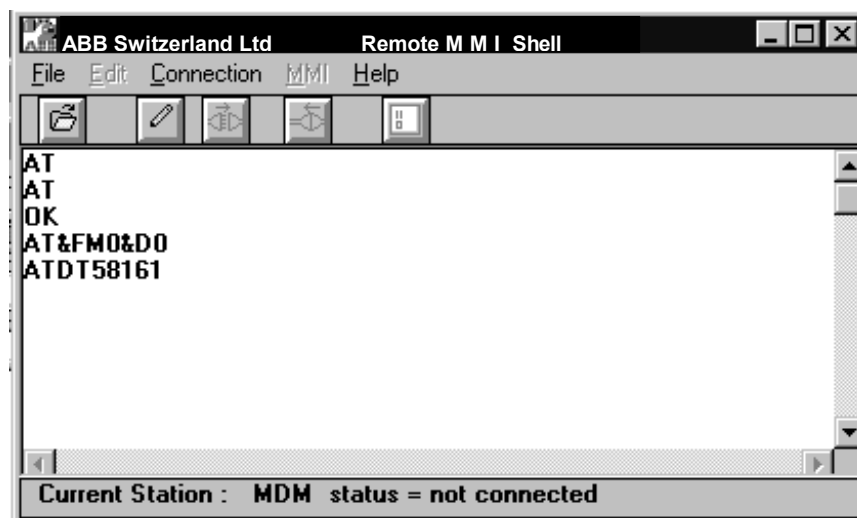 ABB Switzerland Ltd Remote M M I Shell
File Edit Connection MMI Help
AT
AT
OK
AT&FM0&D0
ATDT58161
Current Station : MDM status = not connected